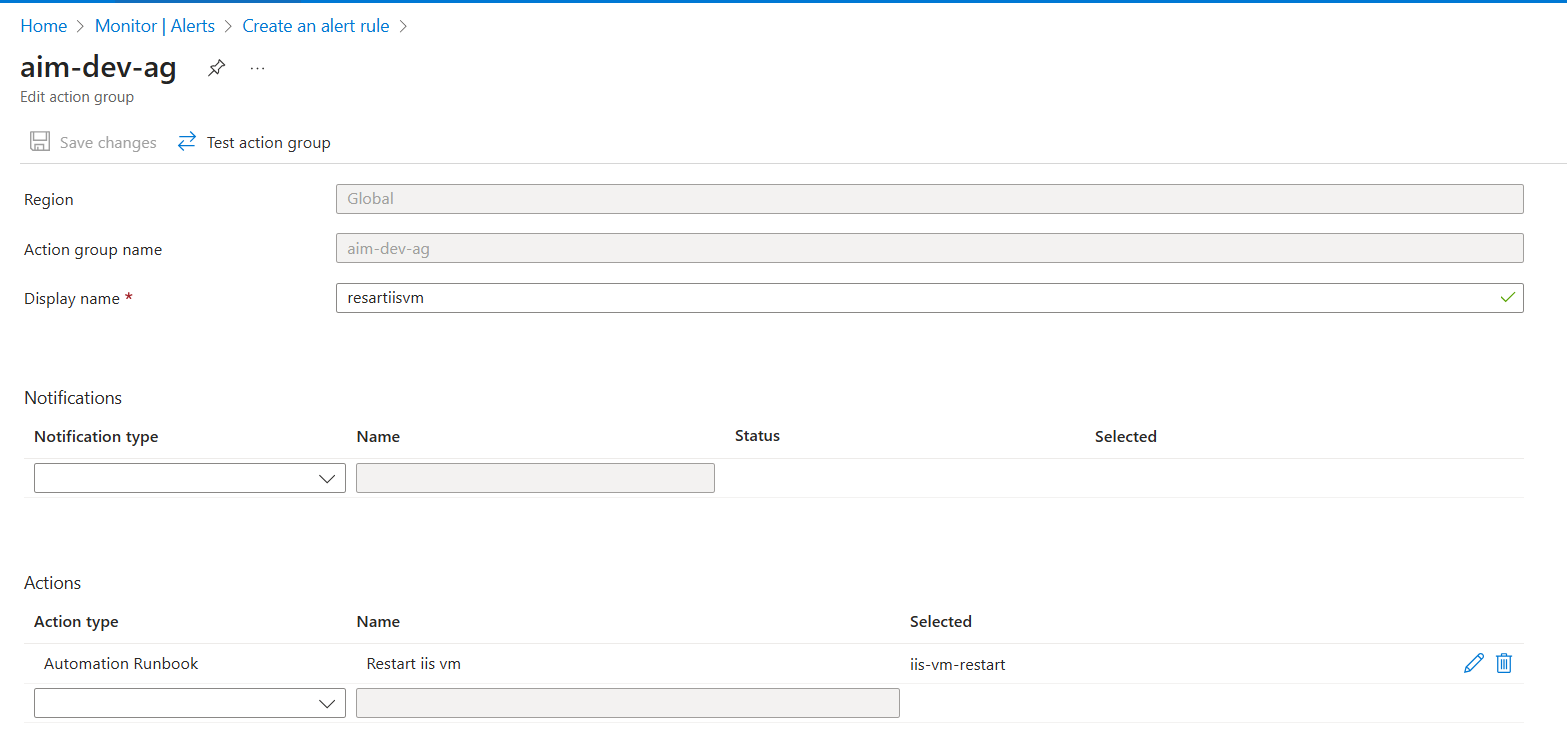 Home > Monitor | Alerts > Create an alert rule >
aim-dev-ag ...
Edit action group
Save changes Test action group
Region Global
Action group name aim-dev-ag
Display name * resartiisvm
Notifications
Notification type Name Status Selected
Actions
Action type Name Selected
Automation Runbook Restart iis vm iis-vm-restart